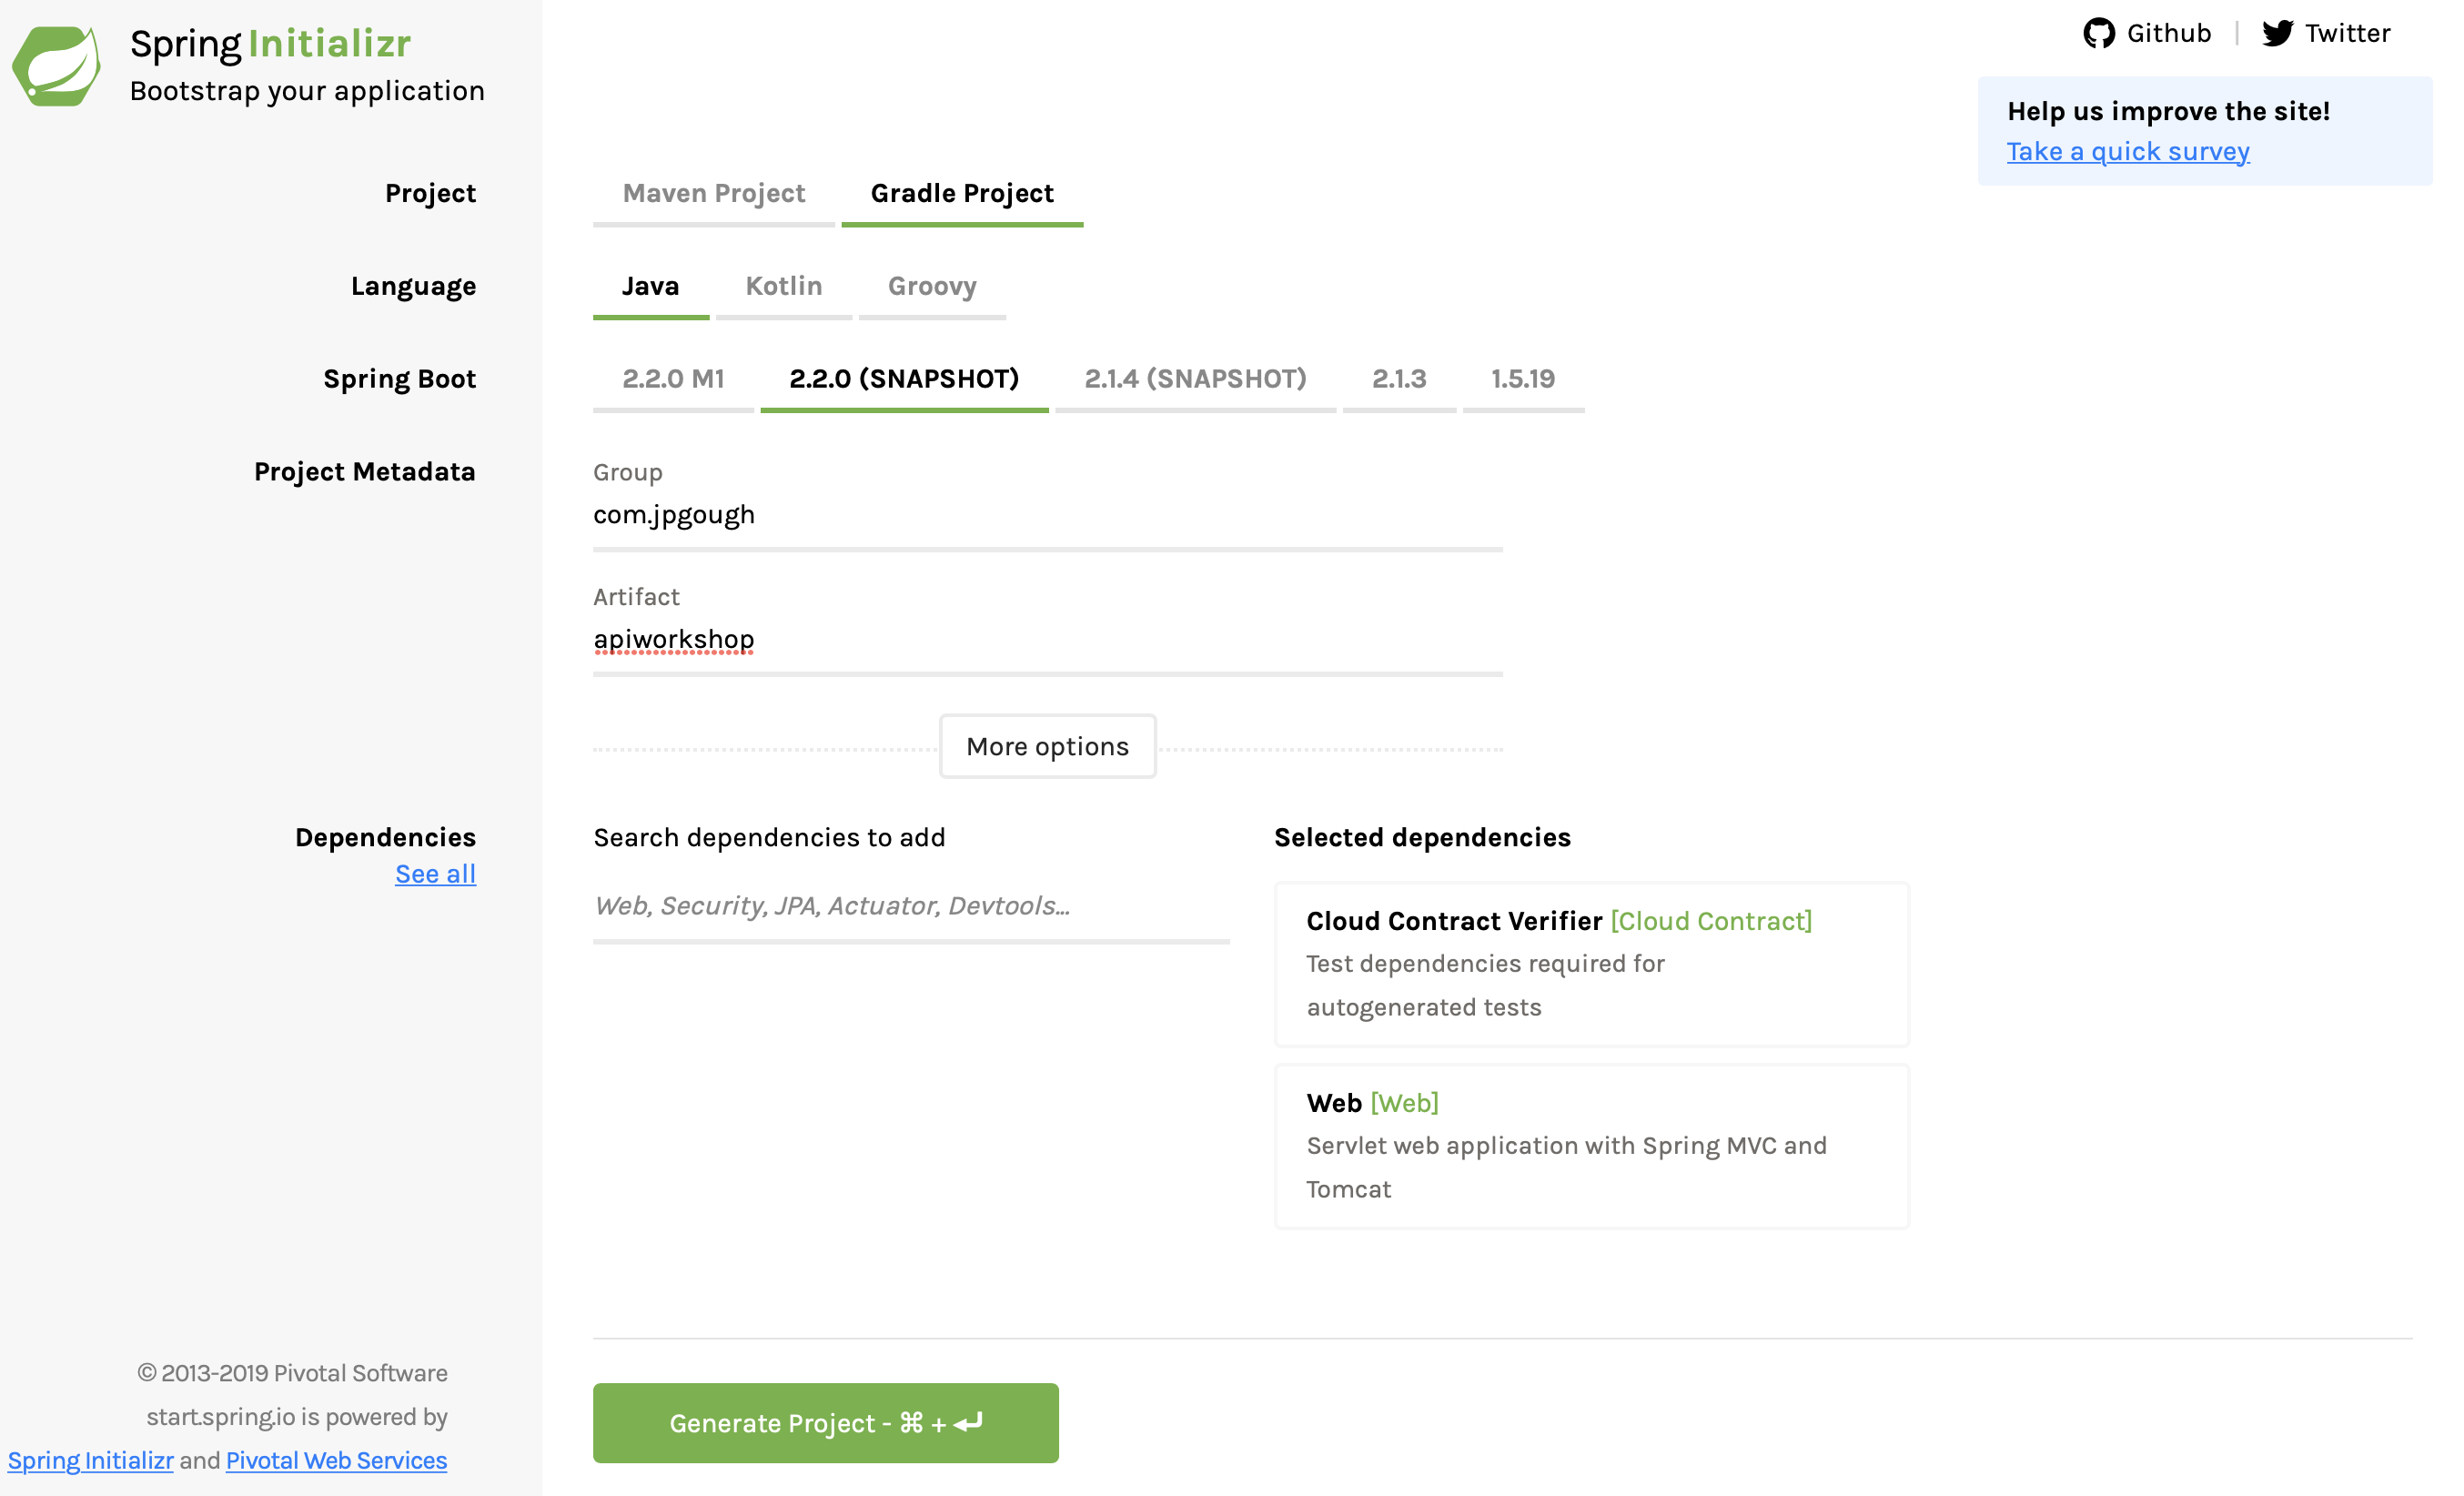 Spring Initializr
Bootstrap your application
Github | Twitter
Help us improve the site!
Take a quick survey
Project
Maven Project Gradle Project
Language
Java Kotlin Groovy
Spring Boot
2.2.0 M1 2.2.0 (SNAPSHOT) 2.1.4 (SNAPSHOT) 2.1.3 1.5.19
Project Metadata
Group
com.jpgough
Artifact
apiworkshop
More options
Dependencies
See all
Search dependencies to add
Web, Security, JPA, Actuator, Devtools...
Selected dependencies
Cloud Contract Verifier [Cloud Contract]
Test dependencies required for
autogenerated tests
Web [Web]
Servlet web application with Spring MVC and
Tomcat
© 2013-2019 Pivotal Software
start.spring.io is powered by
Spring Initializr and Pivotal Web Services
Generate Project - ⌘ + ↵